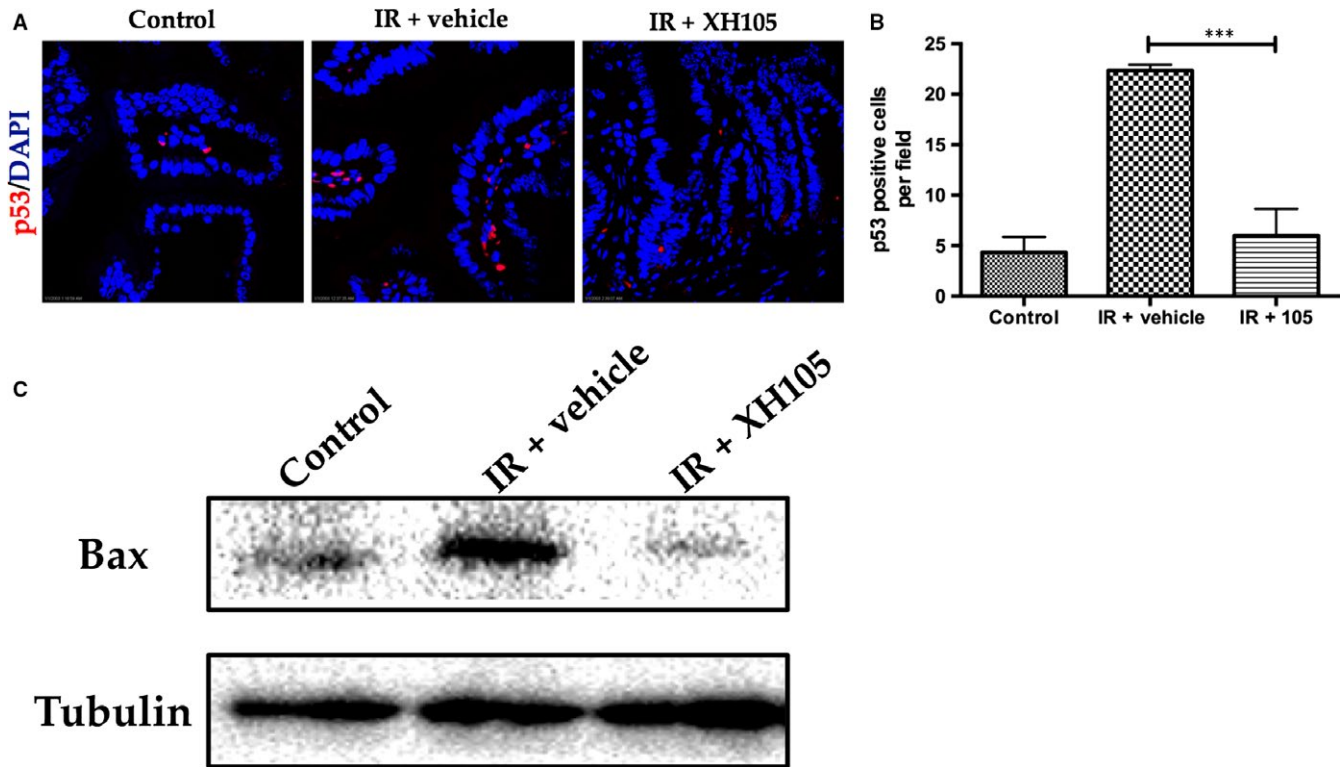 A
Control
IR + vehicle
IR + XH105
p53/DAPI
B
p53 positive cells
per field
25
20
15
10
5
0
***
Control
IR + vehicle
IR + 105
C
Control
IR + vehicle
IR + XH105
Bax
Tubulin